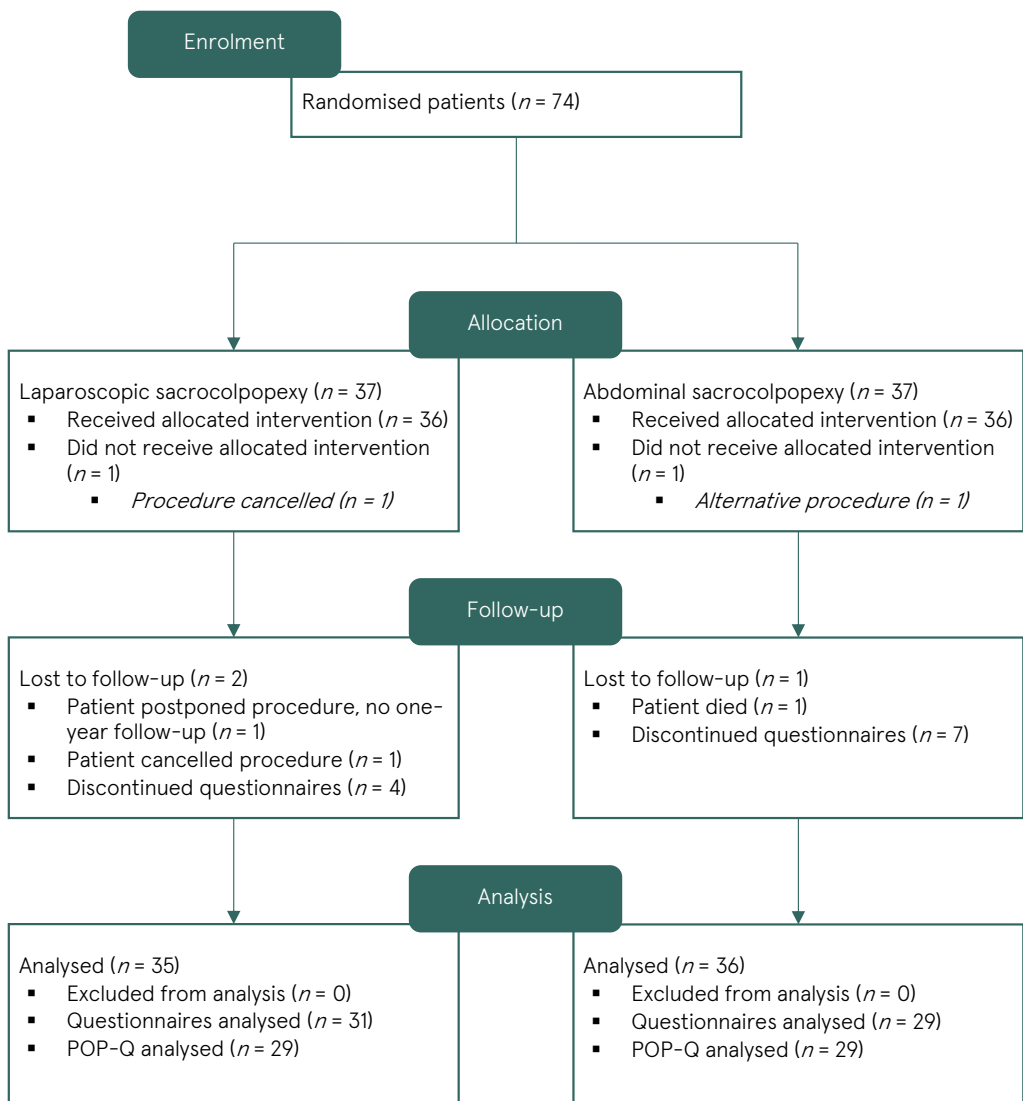 Enrolment
Randomised patients (n = 74)
Allocation
Laparoscopic sacrocolpopexy (n = 37)
▪ Received allocated intervention (n = 36)
▪ Did not receive allocated intervention
(n = 1)
▪ Procedure cancelled (n = 1)
Abdominal sacrocolpopexy (n = 37)
▪ Received allocated intervention (n = 36)
▪ Did not receive allocated intervention
(n = 1)
▪ Alternative procedure (n = 1)
Follow-up
Lost to follow-up (n = 2)
▪ Patient postponed procedure, no one-
year follow-up (n = 1)
▪ Patient cancelled procedure (n = 1)
▪ Discontinued questionnaires (n = 4)
Lost to follow-up (n = 1)
▪ Patient died (n = 1)
▪ Discontinued questionnaires (n = 7)
Analysis
Analysed (n = 35)
▪ Excluded from analysis (n = 0)
▪ Questionnaires analysed (n = 31)
▪ POP-Q analysed (n = 29)
Analysed (n = 36)
▪ Excluded from analysis (n = 0)
▪ Questionnaires analysed (n = 29)
▪ POP-Q analysed (n = 29)